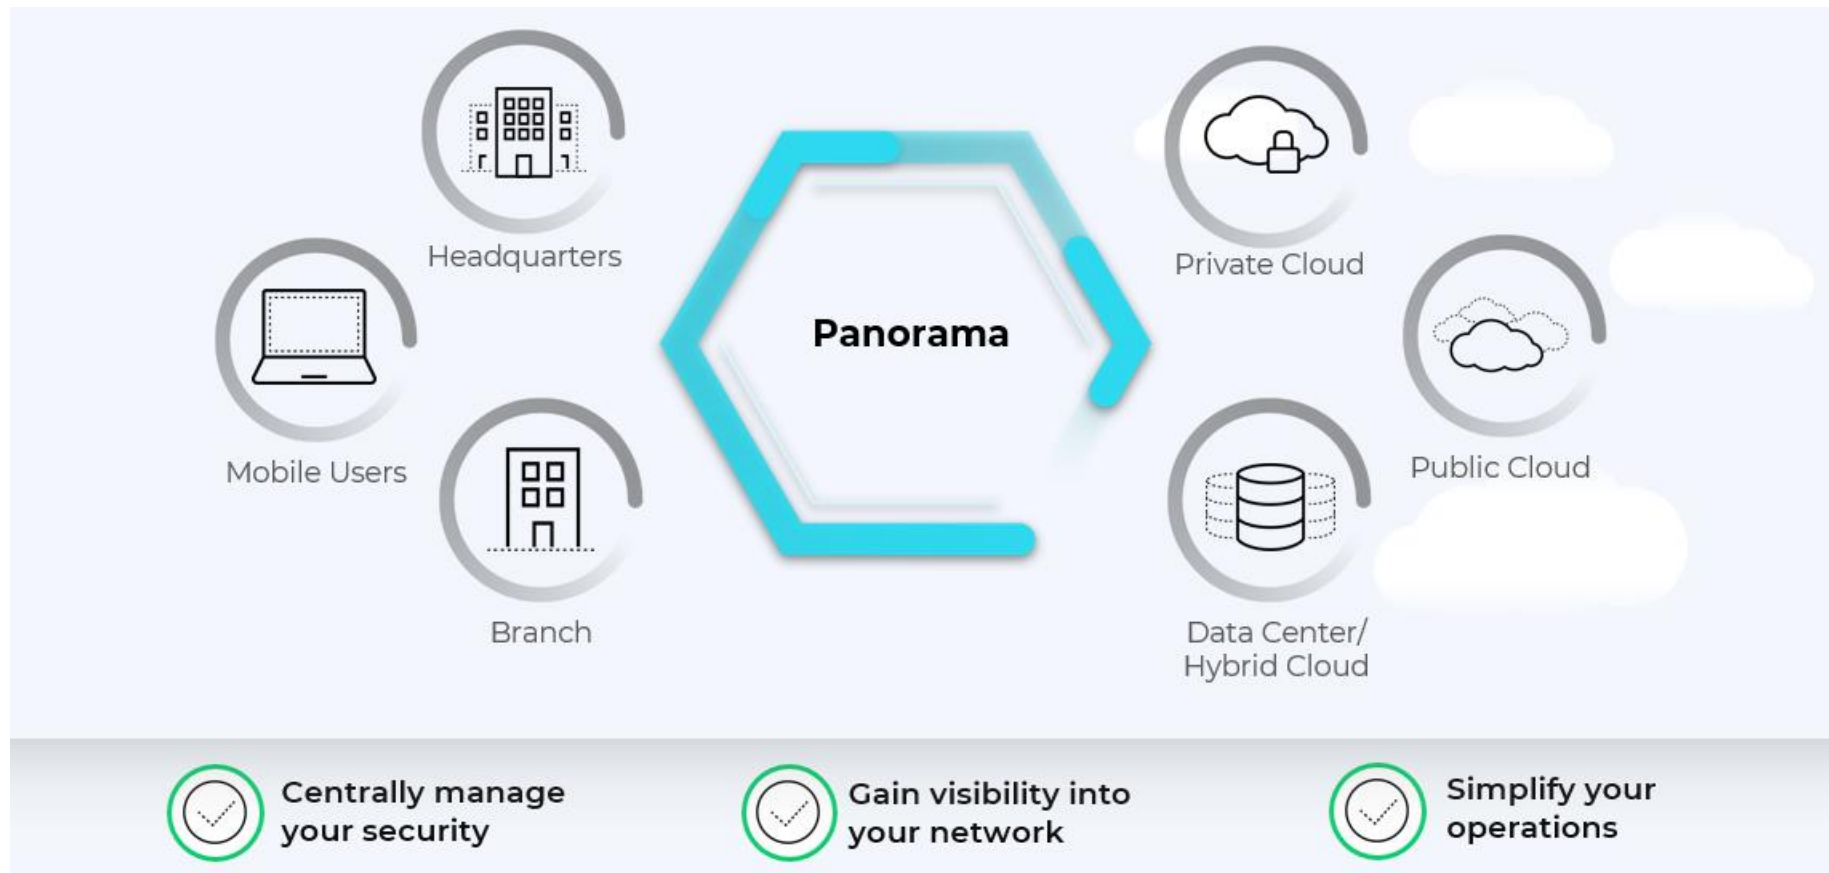 Headquarters
Mobile Users
Branch
Panorama
Private Cloud
Public Cloud
Data Center/
Hybrid Cloud
Centrally manage
your security
Gain visibility into
your network
Simplify your
operations